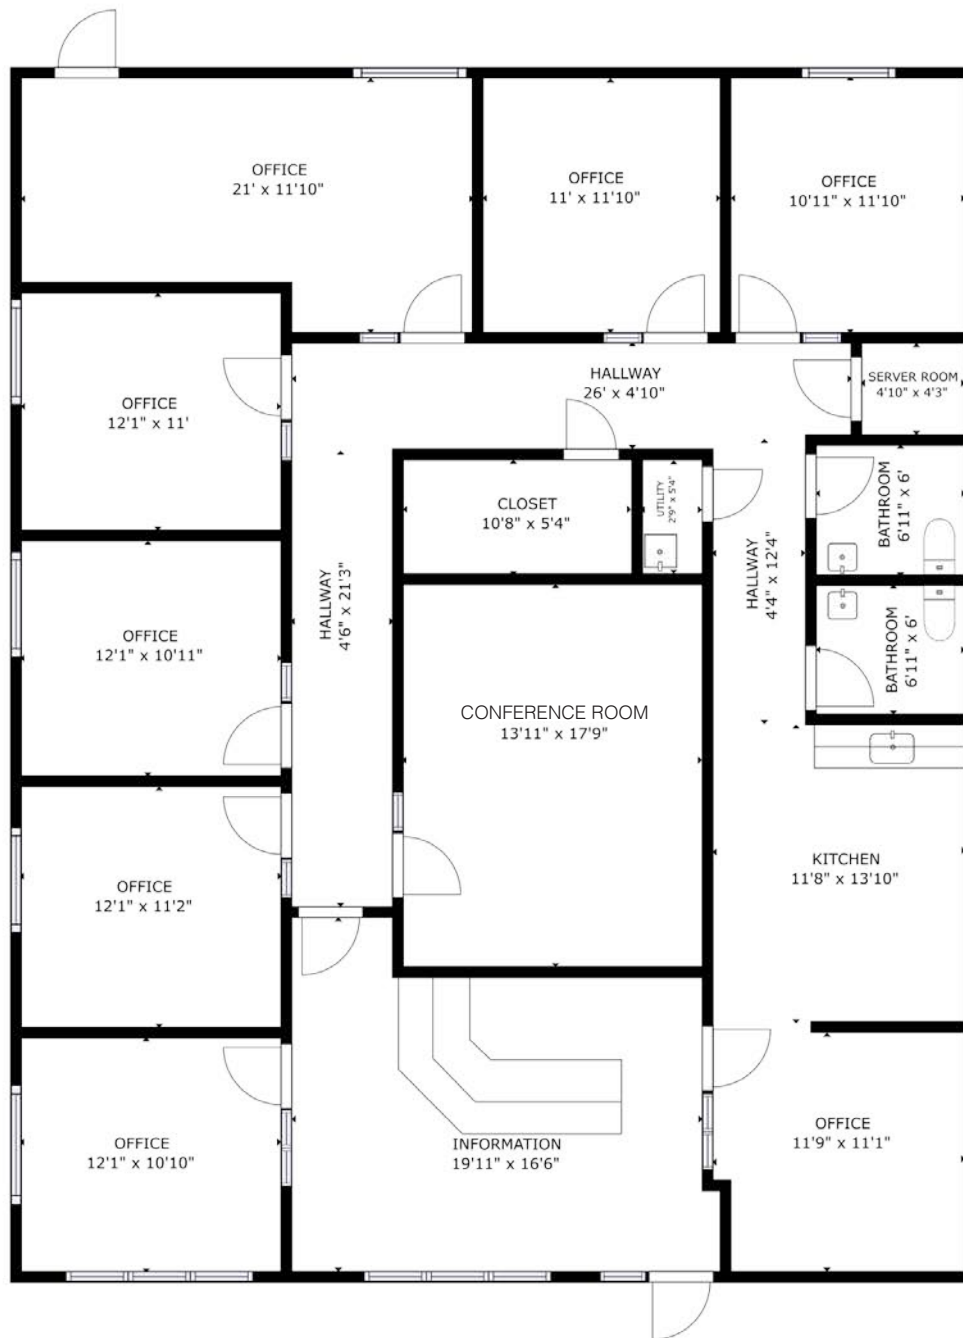 OFFICE
21' x 11'10"
OFFICE
11' x 11'10"
OFFICE
10'11" x 11'10"
HALLWAY
26' x 4'10"
SERVER ROOM
4'10" x 4'3"
OFFICE
12'1" x 11'
CLOSET
10'8" x 5'4"
UTILITY
2'9" x 5'4"
BATHROOM
6'11" x 6'
HALLWAY
4'6" x 21'3"
HALLWAY
4'4" x 12'4"
OFFICE
12'1" x 10'11"
BATHROOM
6'11" x 6'
CONFERENCE ROOM
13'11" x 17'9"
KITCHEN
11'8" x 13'10"
OFFICE
12'1" x 11'2"
OFFICE
12'1" x 10'10"
INFORMATION
19'11" x 16'6"
OFFICE
11'9" x 11'1"